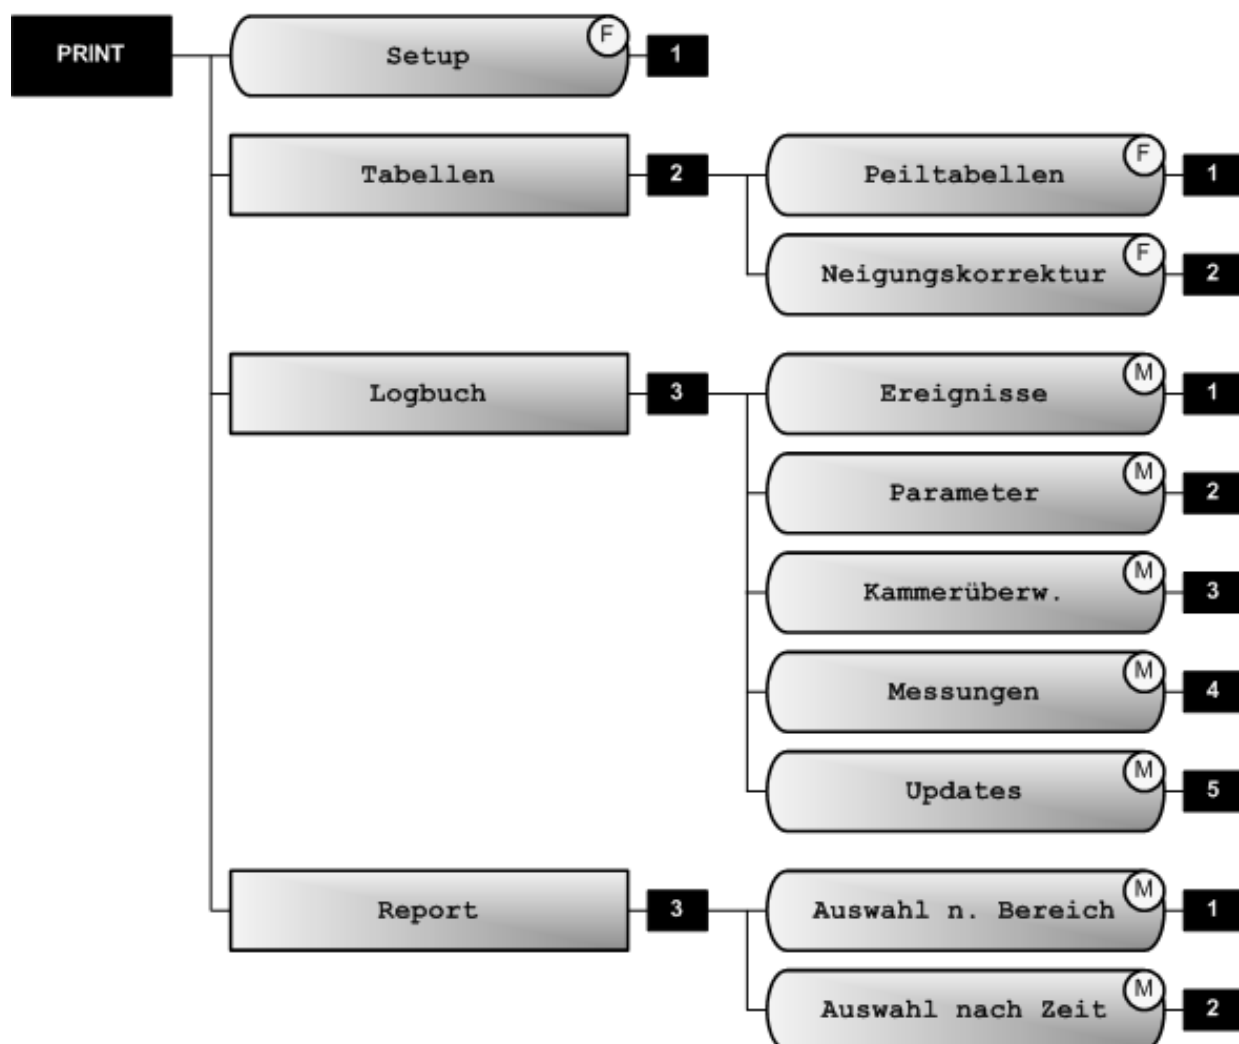 PRINT
Setup F 1
Tabellen 2 Peiltabellen F 1
Neigungskorrektur F 2
Logbuch 3 Ereignisse M 1
Parameter M 2
Kammerüberw. M 3
Messungen M 4
Updates M 5
Report 3 Auswahl n. Bereich M 1
Auswahl nach Zeit M 2